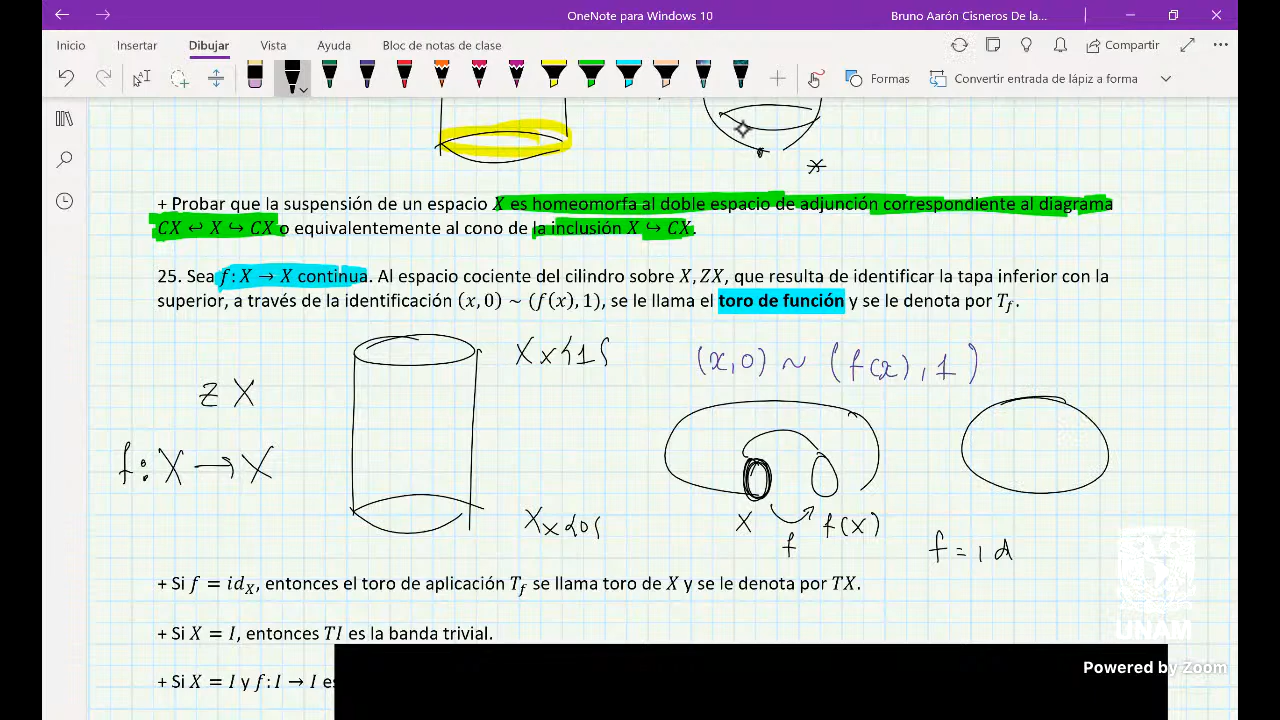 OneNote para Windows 10
Bruno Aarón Cisneros De la...
Inicio Insertar Dibujar Vista Ayuda Bloc de notas de clase Compartir
Formas Convertir entrada de lápiz a forma
*
+ Probar que la suspensión de un espacio X es homeomorfa al doble espacio de adjunción correspondiente al diagrama
CX ↩ X ↪ CX o equivalentemente al cono de la inclusión X ↪ CX.
25. Sea f: X → X continua. Al espacio cociente del cilindro sobre X, ZX, que resulta de identificar la tapa inferior con la
superior, a través de la identificación (x, 0) ~ (f(x), 1), se le llama el toro de función y se le denota por T_f.
X x {1}
(x,0) ~ (f(x), 1)
Z X
f: X → X
X x {0}
X f(X)
f
f = id
+ Si f = id_X, entonces el toro de aplicación T_f se llama toro de X y se le denota por TX.
+ Si X = I, entonces TI es la banda trivial.
+ Si X = I y f: I → I es
UNAM
Powered by Zoom